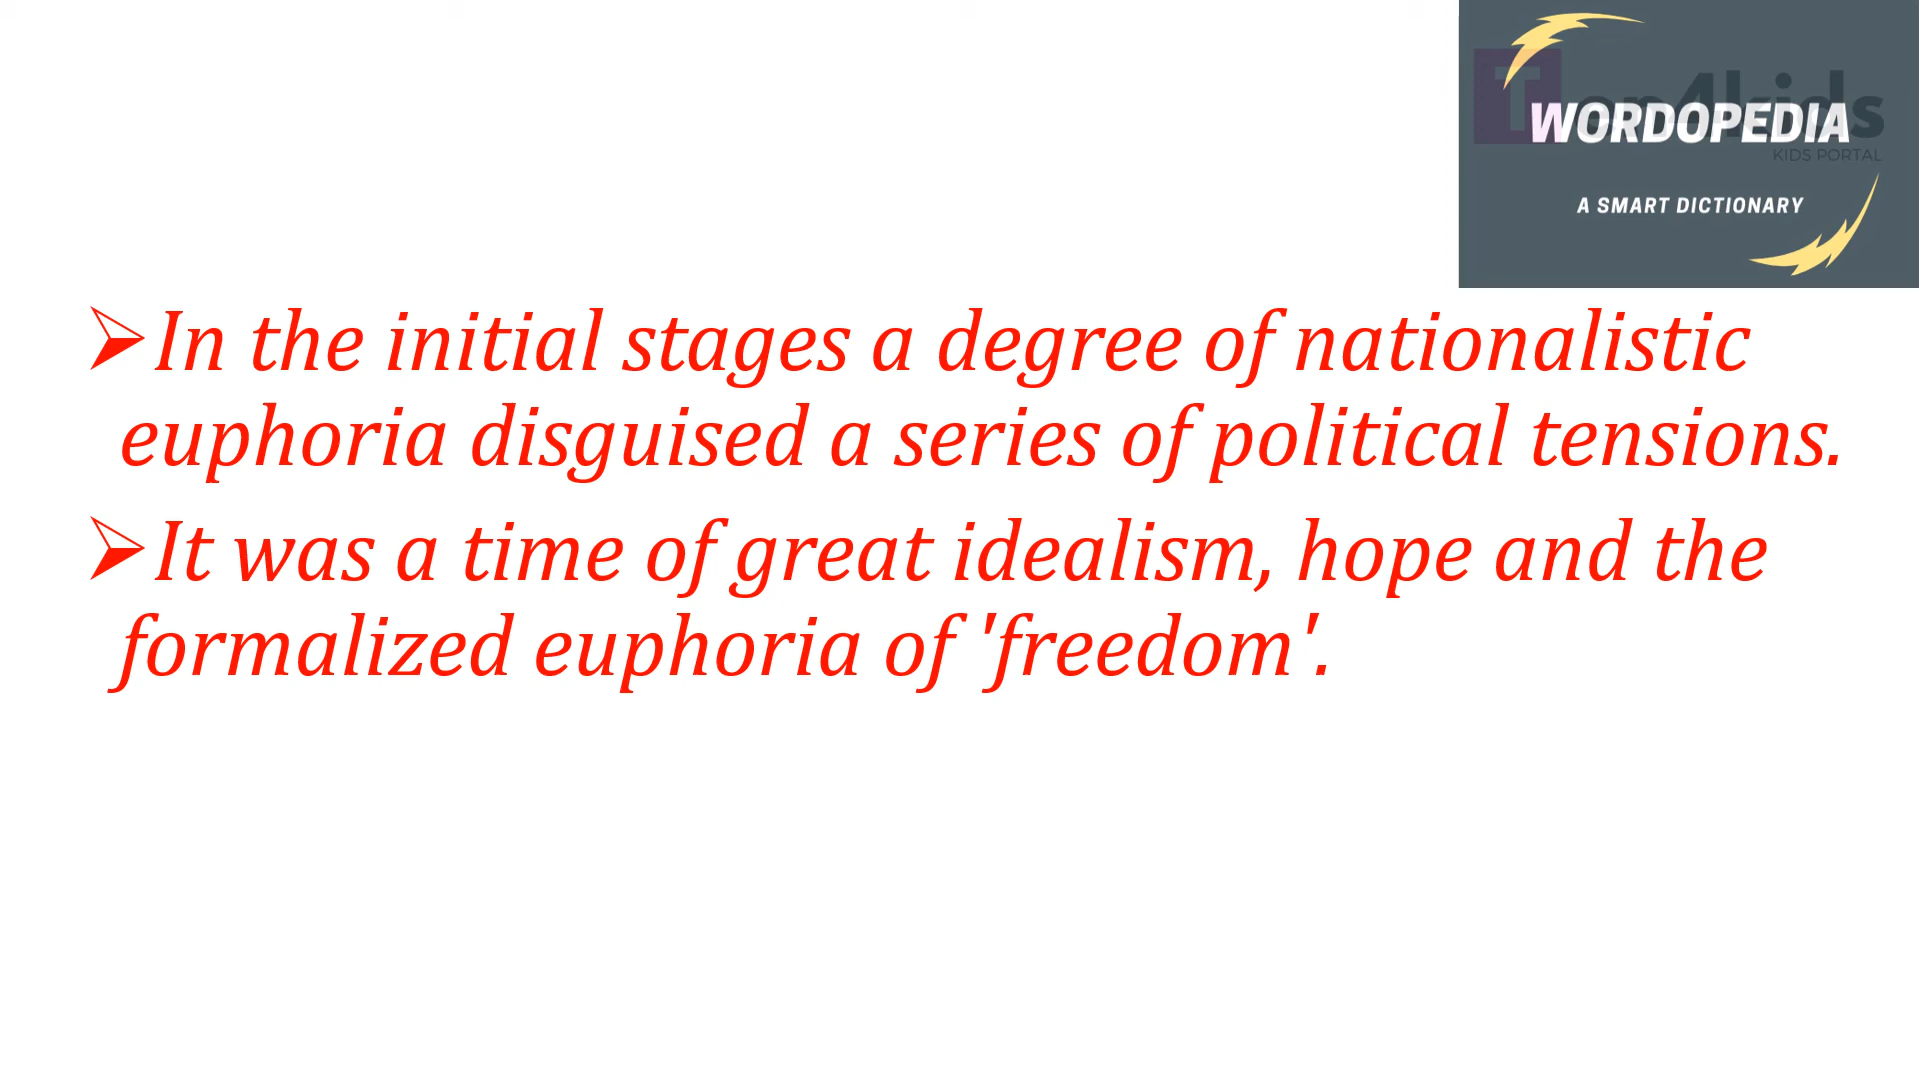 Ten4kids
WORDOPEDIA
KIDS PORTAL
A SMART DICTIONARY
➢In the initial stages a degree of nationalistic
euphoria disguised a series of political tensions.
➢It was a time of great idealism, hope and the
formalized euphoria of 'freedom'.